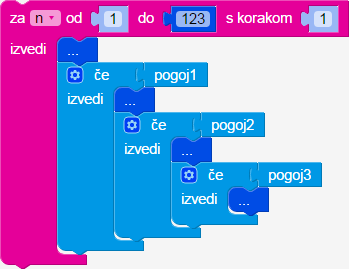 za n od 1 do 123 s korakom 1
izvedi ...
če pogoj1
izvedi ...
če pogoj2
izvedi ...
če pogoj3
izvedi ...